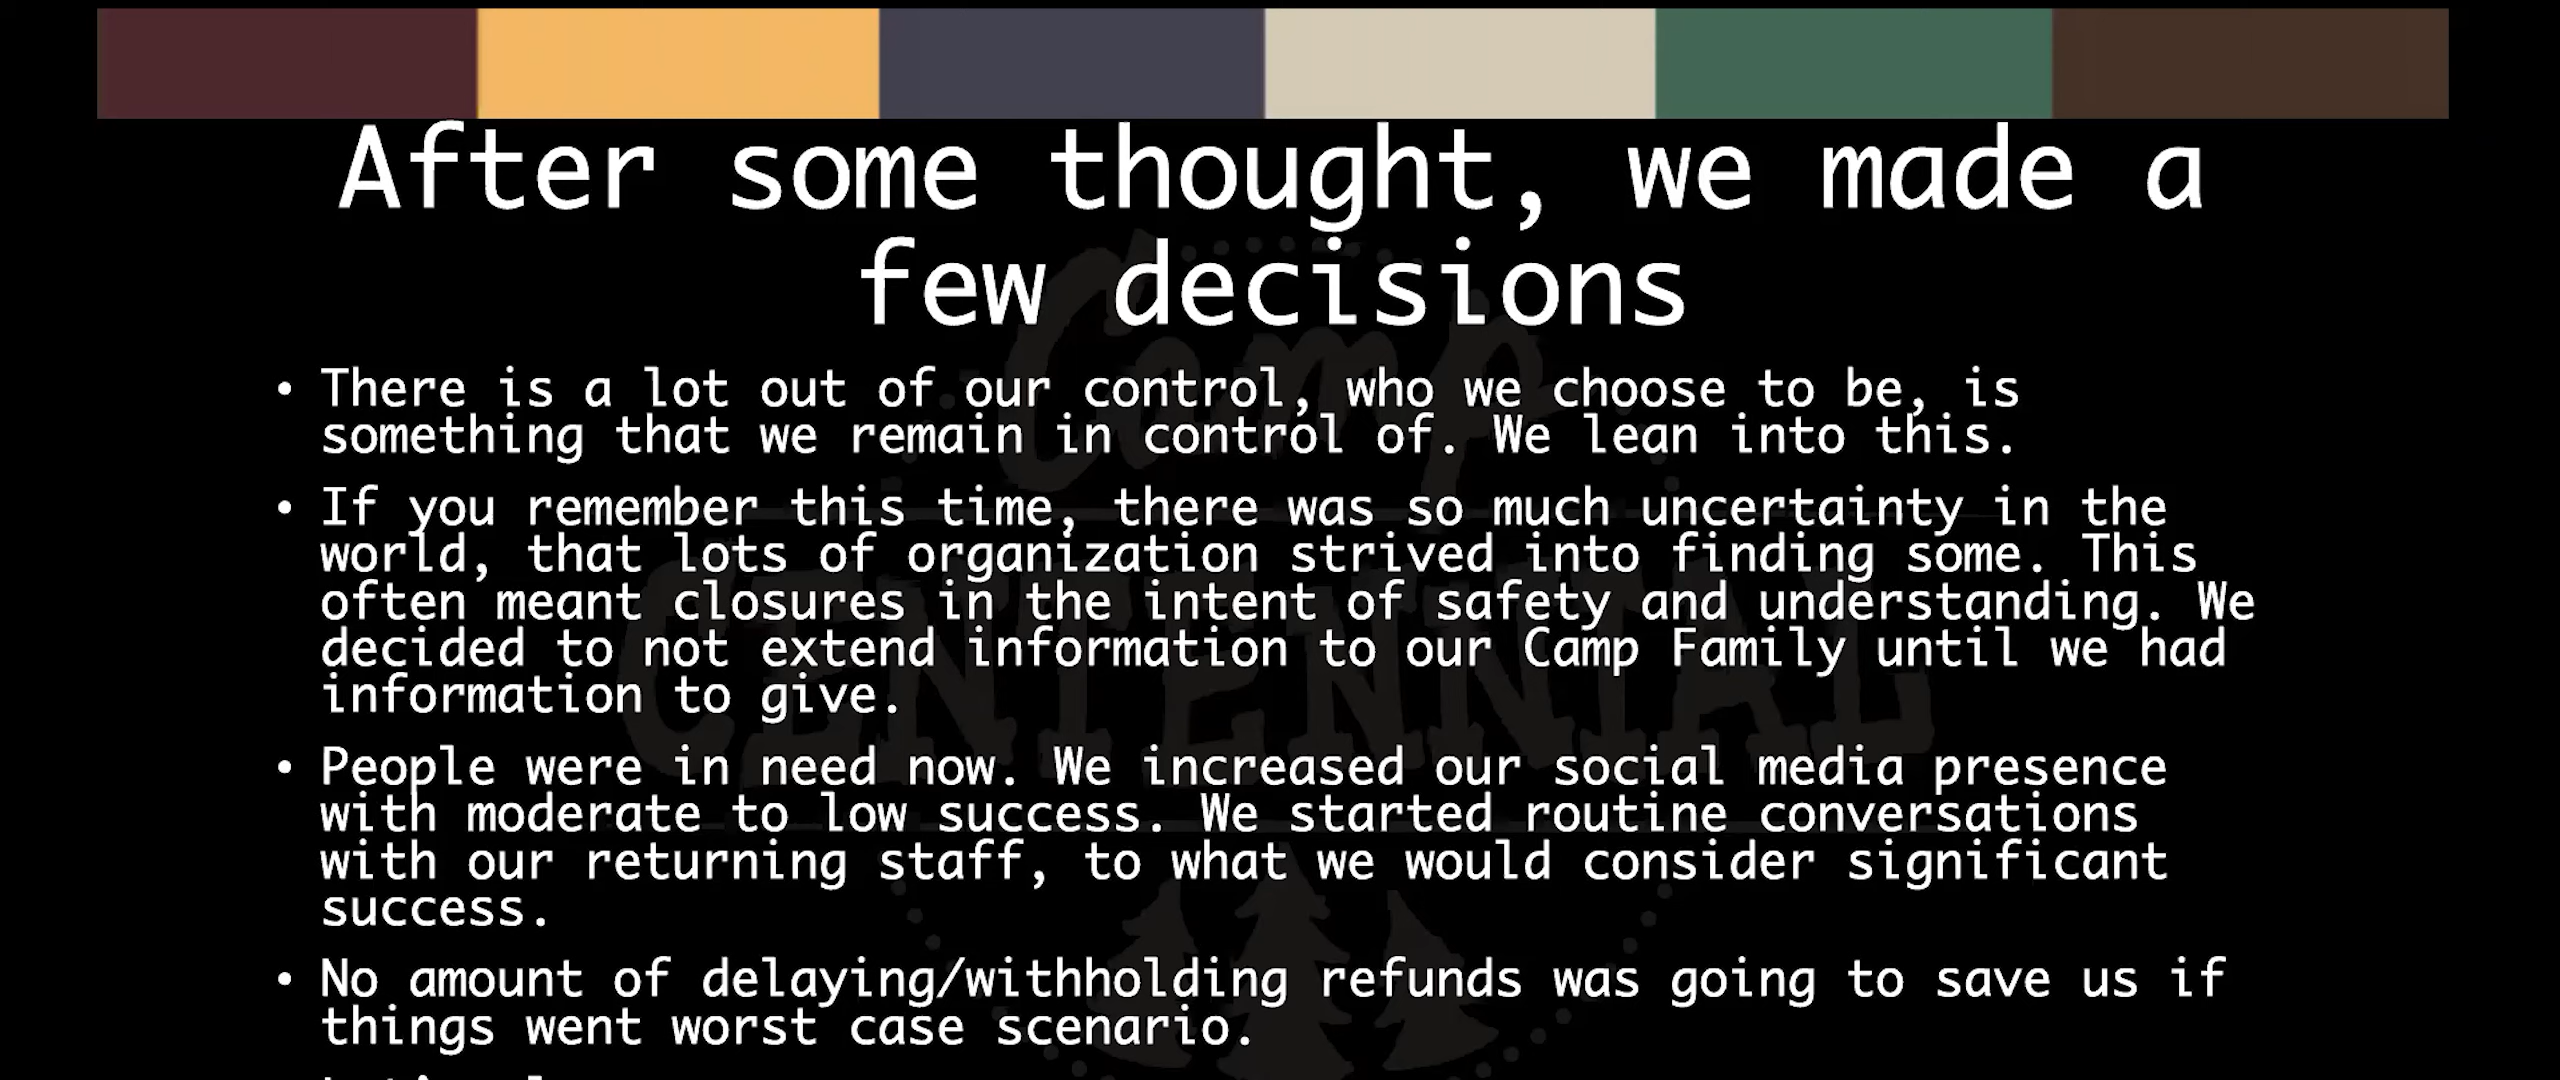 After some thought, we made a
few decisions
• There is a lot out of our control, who we choose to be, is
something that we remain in control of. We lean into this.
• If you remember this time, there was so much uncertainty in the
world, that lots of organization strived into finding some. This
often meant closures in the intent of safety and understanding. We
decided to not extend information to our Camp Family until we had
information to give.
• People were in need now. We increased our social media presence
with moderate to low success. We started routine conversations
with our returning staff, to what we would consider significant
success.
• No amount of delaying/withholding refunds was going to save us if
things went worst case scenario.
Camp
CENTENNIAL